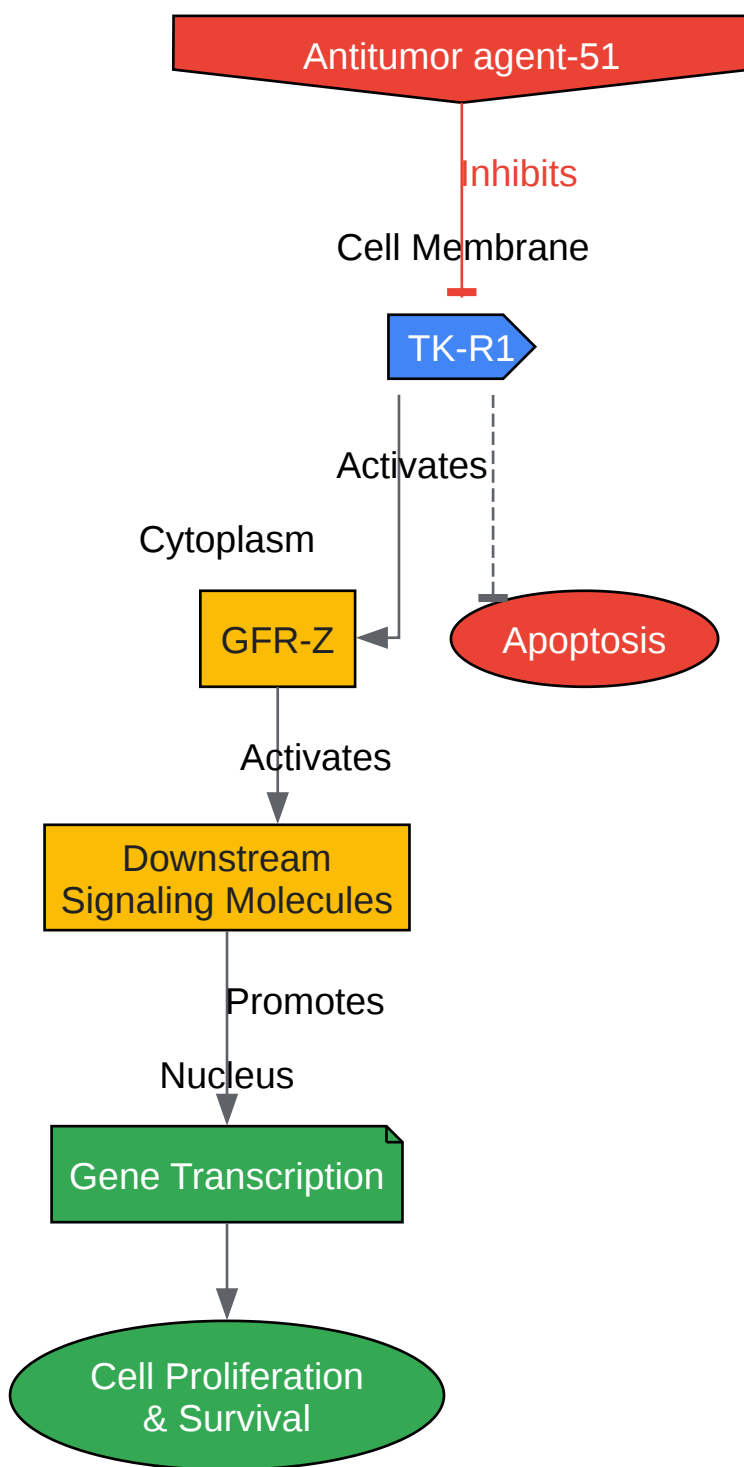 Antitumor agent-51
Inhibits
Cell Membrane
TK-R1
Activates
Cytoplasm
GFR-Z
Apoptosis
Activates
Downstream
Signaling Molecules
Promotes
Nucleus
Gene Transcription
Cell Proliferation
& Survival